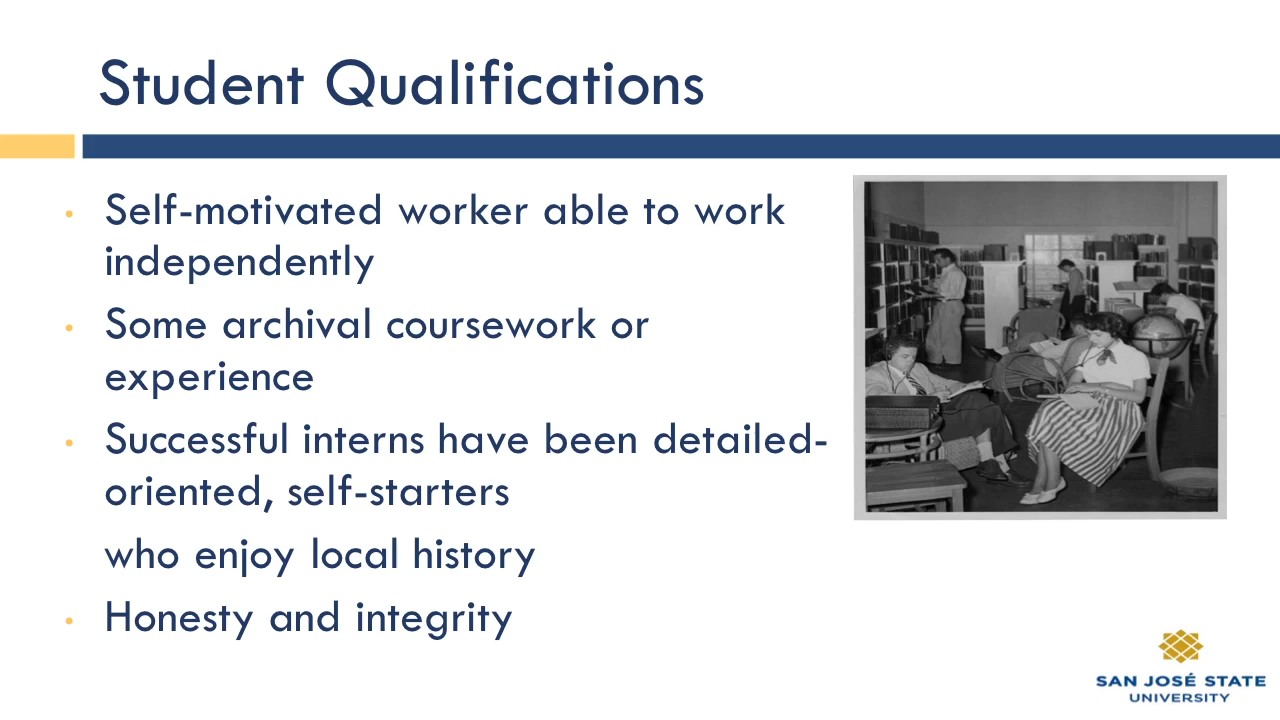 Student Qualifications
• Self-motivated worker able to work
independently
• Some archival coursework or
experience
• Successful interns have been detailed-
oriented, self-starters
who enjoy local history
• Honesty and integrity
SAN JOSÉ STATE
UNIVERSITY